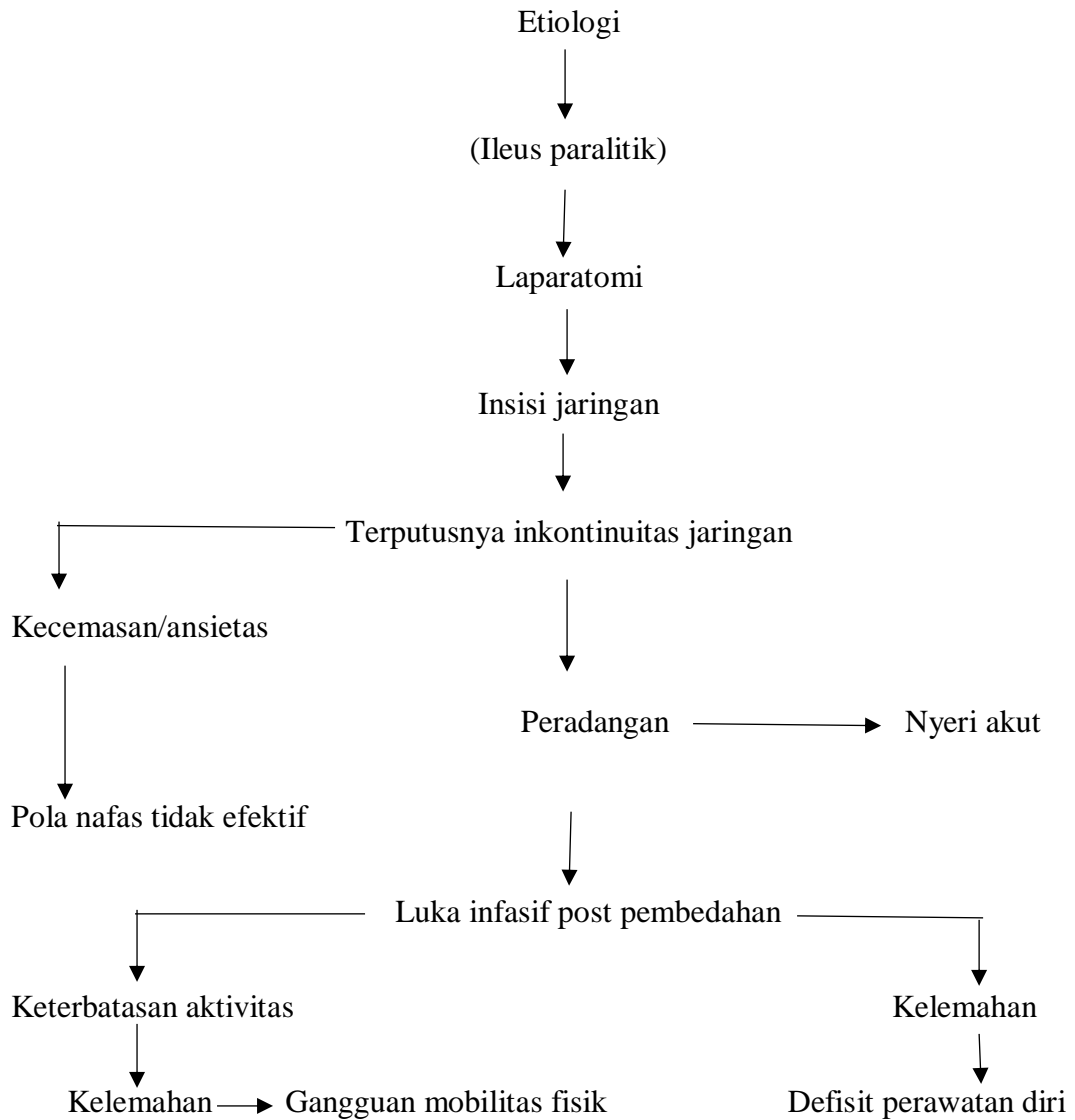 Etiologi
(Ileus paralitik)
Laparatomi
Insisi jaringan
Terputusnya inkontinuitas jaringan
Kecemasan/ansietas
Peradangan
Nyeri akut
Pola nafas tidak efektif
Luka infasif post pembedahan
Keterbatasan aktivitas
Kelemahan
Kelemahan
Gangguan mobilitas fisik
Defisit perawatan diri